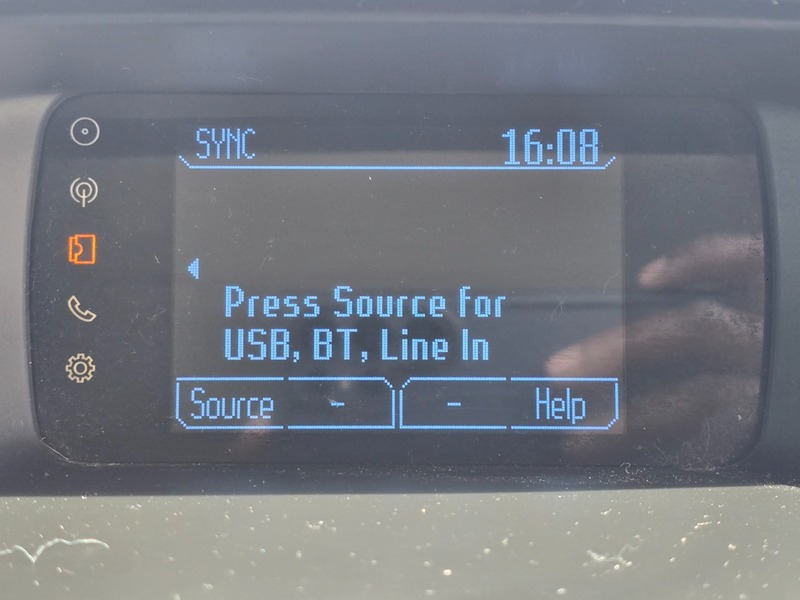 SYNC 16:08
Press Source for
USB, BT, Line In
Source - - Help